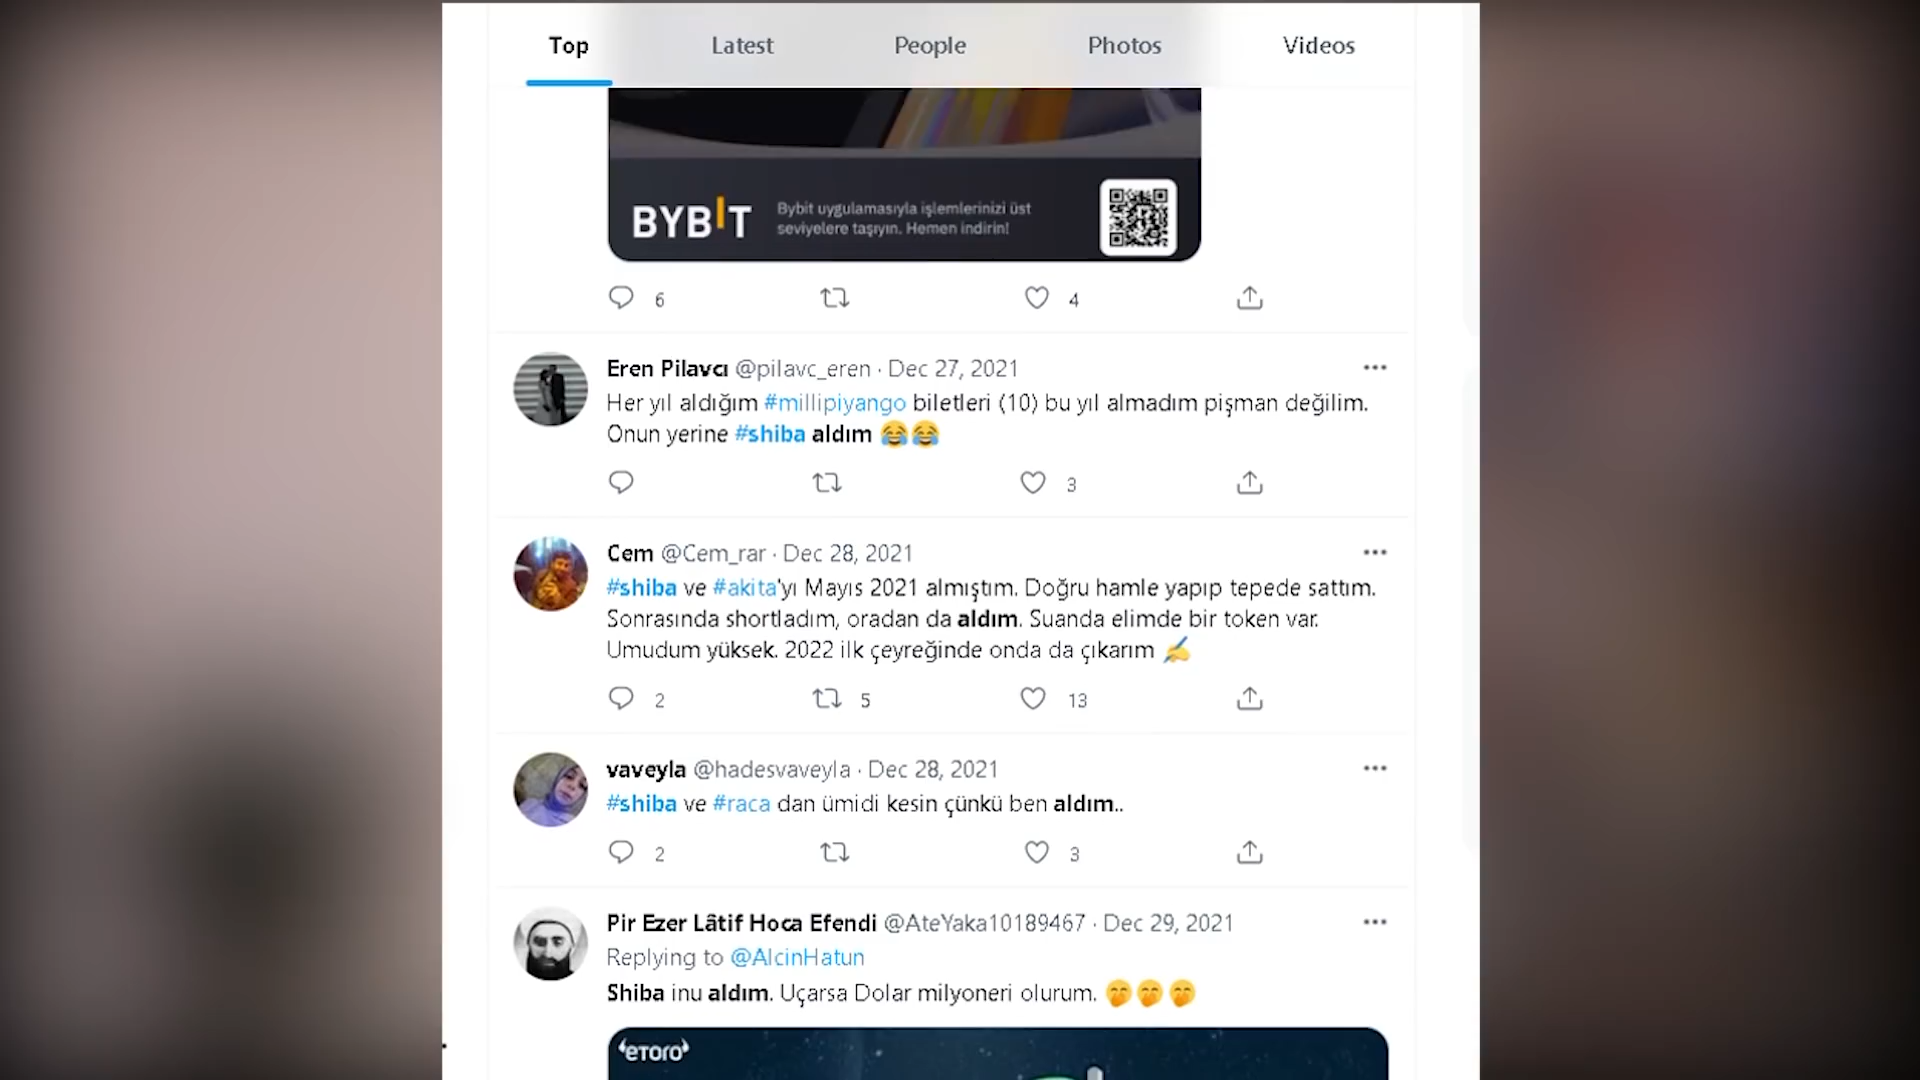 Top Latest People Photos Videos
BYBIT
Bybit uygulamasıyla işlemlerinizi üst
seviyelere taşıyın. Hemen indirin!
6 4
Eren Pilavcı @pilavc_eren · Dec 27, 2021
Her yıl aldığım #millipiyango biletleri (10) bu yıl almadım pişman değilim.
Onun yerine #shiba aldım 😂😂
3
Cem @Cem_rar · Dec 28, 2021
#shiba ve #akita'yı Mayıs 2021 almıştım. Doğru hamle yapıp tepede sattım.
Sonrasında shortladım, oradan da aldım. Suanda elimde bir token var.
Umudum yüksek. 2022 ilk çeyreğinde onda da çıkarım ✍️
2 5 13
vaveyla @hadesvaveyla · Dec 28, 2021
#shiba ve #raca dan ümidi kesin çünkü ben aldım..
2 3
Pir Ezer Lâtif Hoca Efendi @AteYaka10189467 · Dec 29, 2021
Replying to @AlcinHatun
Shiba inu aldım. Uçarsa Dolar milyoneri olurum. 🤭🤭🤭
eTORO